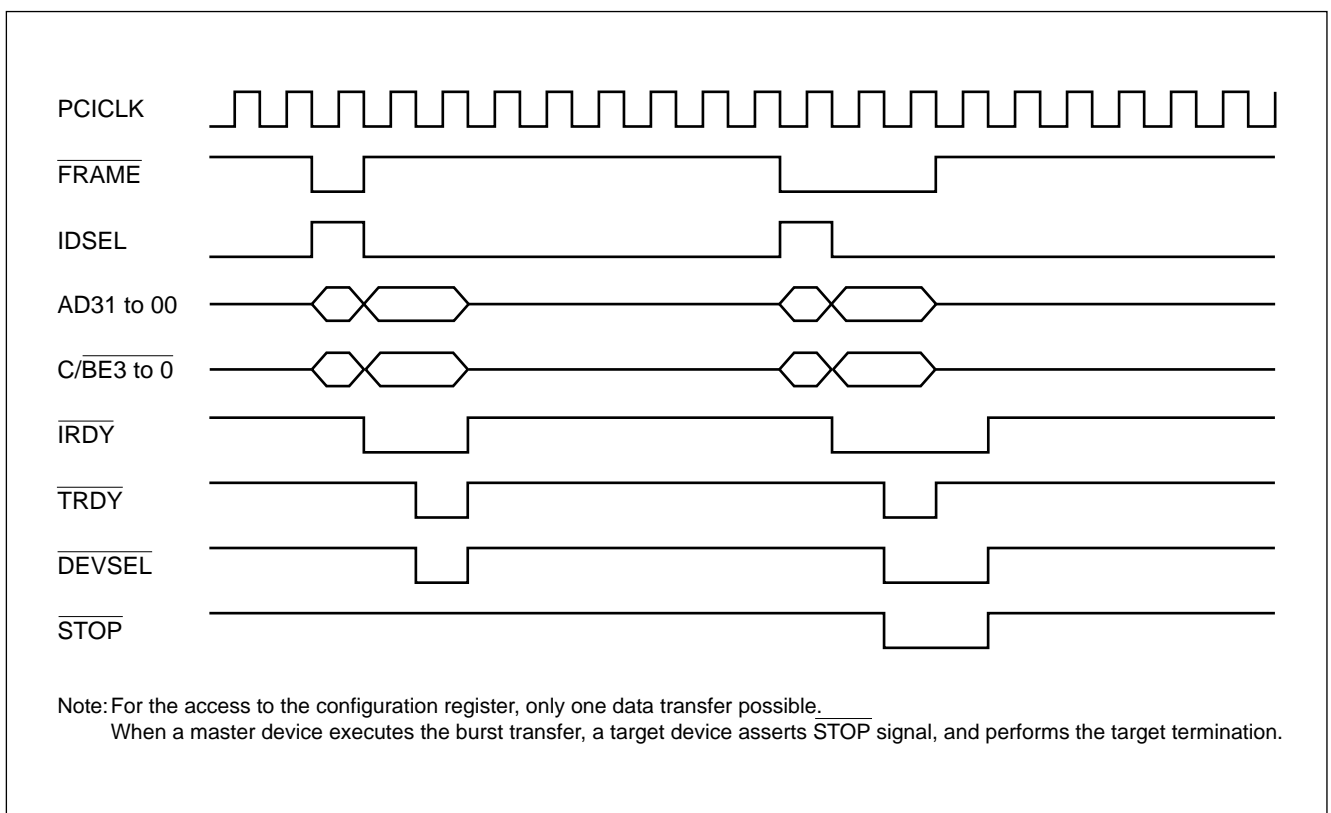 PCICLK
FRAME
IDSEL
AD31 to 00
C/BE3 to 0
IRDY
TRDY
DEVSEL
STOP
Note: For the access to the configuration register, only one data transfer possible.
When a master device executes the burst transfer, a target device asserts STOP signal, and performs the target termination.